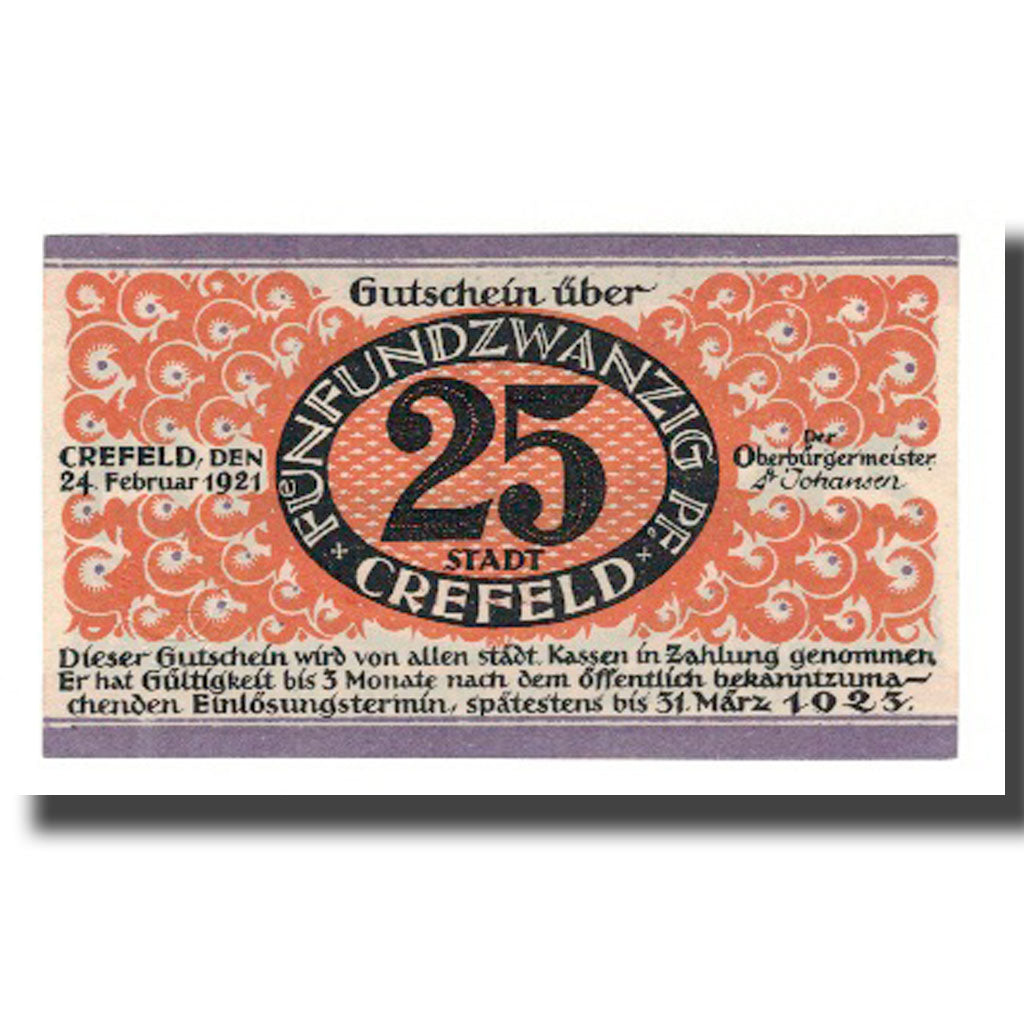 Gutschein über
FÜNFUNDZWANZIG PF.
25
STADT
CREFELD
CREFELD, DEN
24. Februar 1921
Der
Oberbürgermeister
Johansen
Dieser Gutschein wird von allen städt. Kassen in Zahlung genommen.
Er hat Gültigkeit bis 3 Monate nach dem öffentlich bekanntzuma-
chenden Einlösungstermin, spätestens bis 31. März 1923.